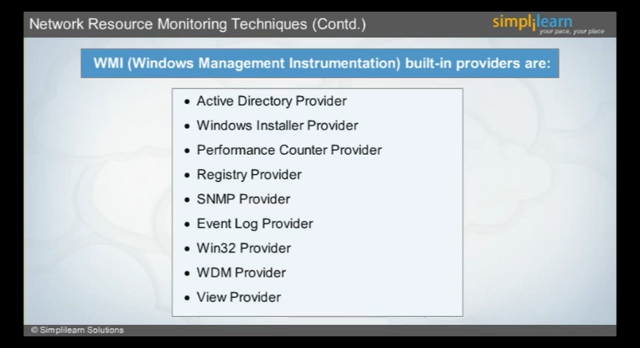 Network Resource Monitoring Techniques (Contd.)
simplilearn
your pace, your place
WMI (Windows Management Instrumentation) built-in providers are:
• Active Directory Provider
• Windows Installer Provider
• Performance Counter Provider
• Registry Provider
• SNMP Provider
• Event Log Provider
• Win32 Provider
• WDM Provider
• View Provider
© Simplilearn Solutions